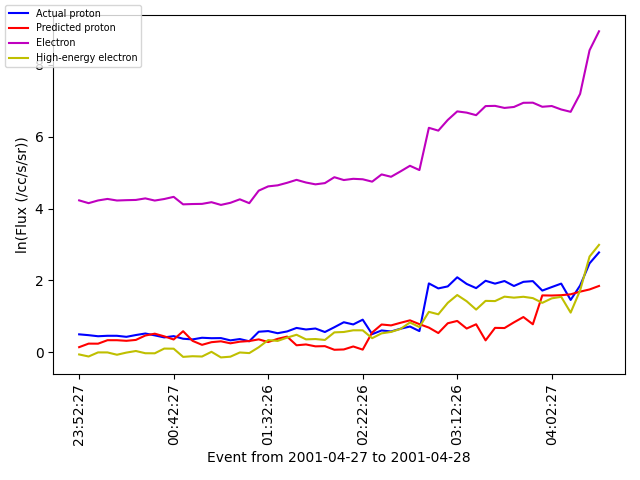 Actual proton
Predicted proton
Electron
High-energy electron
8
6
4
2
0
ln(Flux (/cc/s/sr))
23:52:27
00:42:27
01:32:26
02:22:26
03:12:26
04:02:27
Event from 2001-04-27 to 2001-04-28